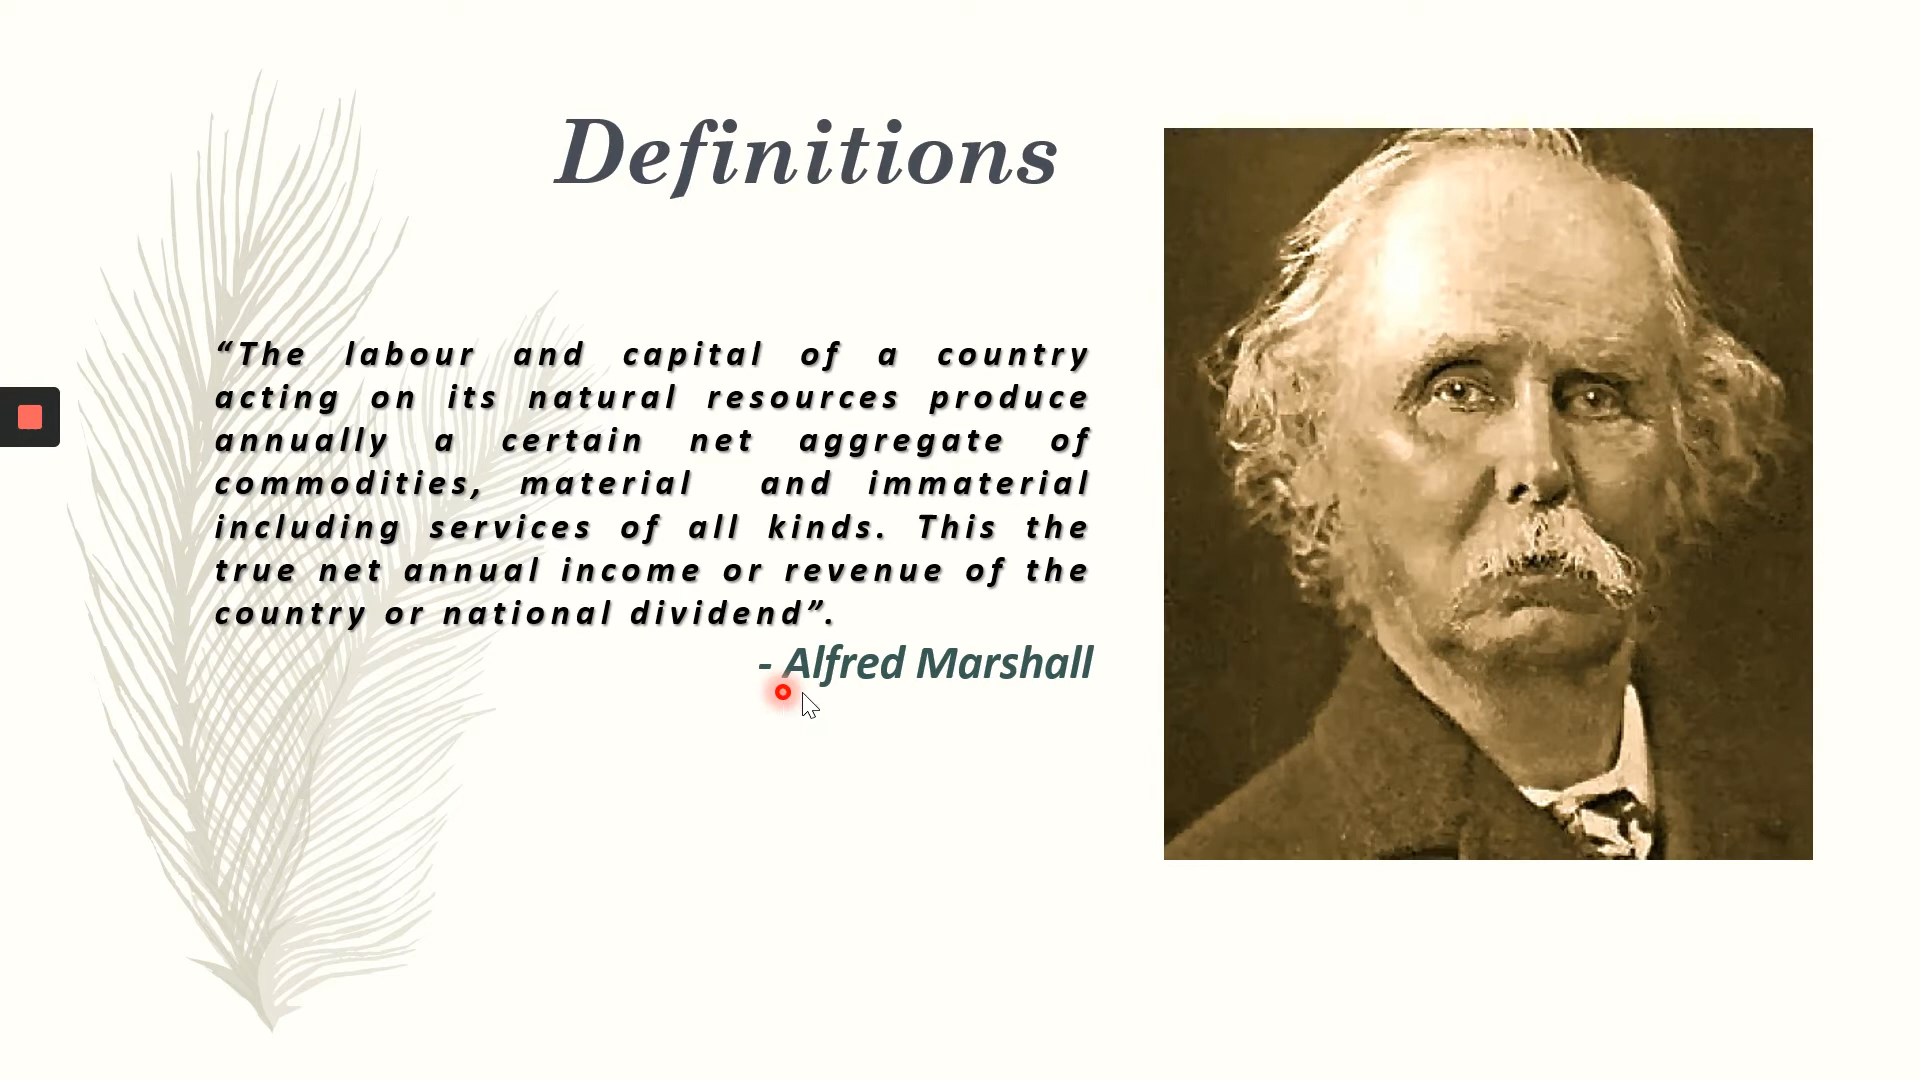 Definitions
“The labour and capital of a country
acting on its natural resources produce
annually a certain net aggregate of
commodities, material and immaterial
including services of all kinds. This the
true net annual income or revenue of the
country or national dividend”.
- Alfred Marshall